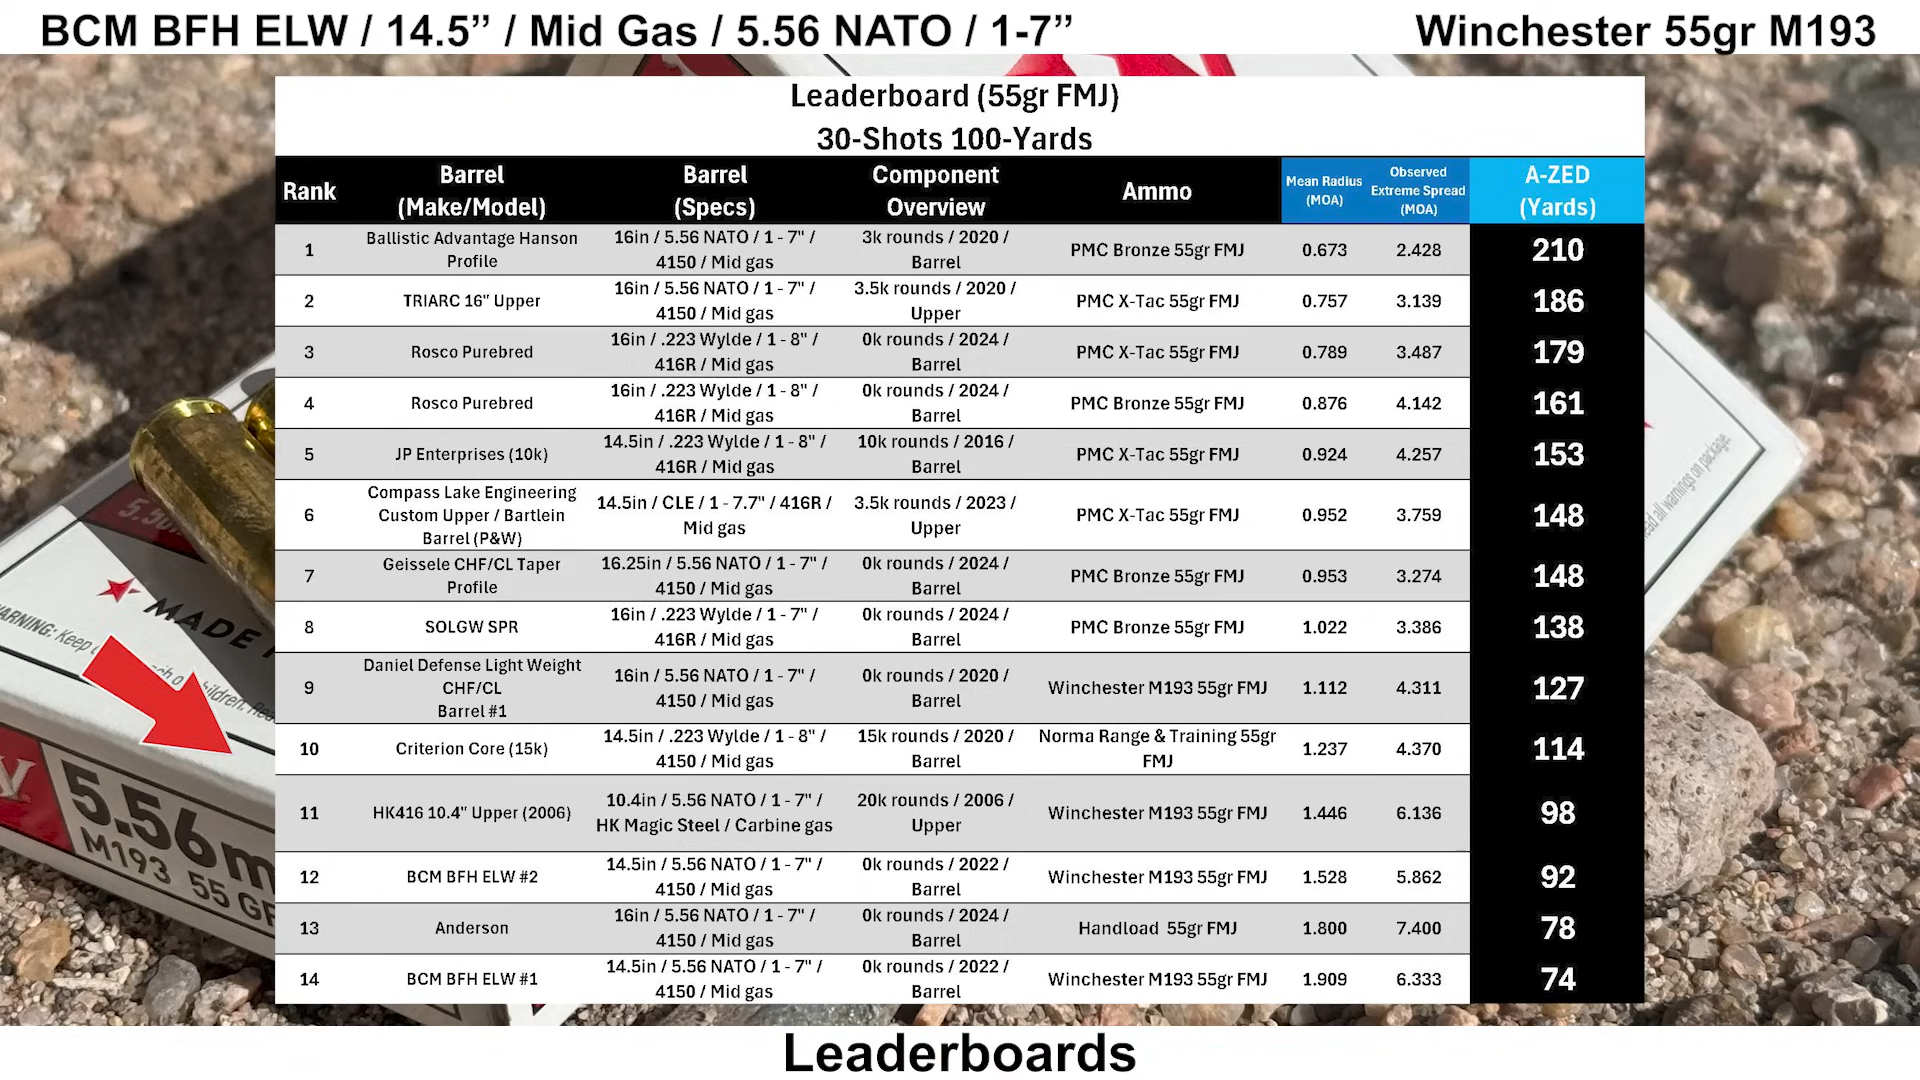 BCM BFH ELW / 14.5” / Mid Gas / 5.56 NATO / 1-7”
Winchester 55gr M193
Leaderboard (55gr FMJ)
30-Shots 100-Yards
Rank Barrel (Make/Model) Barrel (Specs) Component Overview Ammo Mean Radius (MOA) Observed Extreme Spread (MOA) A-ZED (Yards)
1 Ballistic Advantage Hanson Profile 16in / 5.56 NATO / 1 - 7" / 4150 / Mid gas 3k rounds / 2020 / Barrel PMC Bronze 55gr FMJ 0.673 2.428 210
2 TRIARC 16" Upper 16in / 5.56 NATO / 1 - 7" / 4150 / Mid gas 3.5k rounds / 2020 / Upper PMC X-Tac 55gr FMJ 0.757 3.139 186
3 Rosco Purebred 16in / .223 Wylde / 1 - 8" / 416R / Mid gas 0k rounds / 2024 / Barrel PMC X-Tac 55gr FMJ 0.789 3.487 179
4 Rosco Purebred 16in / .223 Wylde / 1 - 8" / 416R / Mid gas 0k rounds / 2024 / Barrel PMC Bronze 55gr FMJ 0.876 4.142 161
5 JP Enterprises (10k) 14.5in / .223 Wylde / 1 - 8" / 416R / Mid gas 10k rounds / 2016 / Barrel PMC X-Tac 55gr FMJ 0.924 4.257 153
6 Compass Lake Engineering Custom Upper / Bartlein Barrel (P&W) 14.5in / CLE / 1 - 7.7" / 416R / Mid gas 3.5k rounds / 2023 / Upper PMC X-Tac 55gr FMJ 0.952 3.759 148
7 Geissele CHF/CL Taper Profile 16.25in / 5.56 NATO / 1 - 7" / 4150 / Mid gas 0k rounds / 2024 / Barrel PMC Bronze 55gr FMJ 0.953 3.274 148
8 SOLGW SPR 16in / .223 Wylde / 1 - 7" / 416R / Mid gas 0k rounds / 2024 / Barrel PMC Bronze 55gr FMJ 1.022 3.386 138
9 Daniel Defense Light Weight CHF/CL Barrel #1 16in / 5.56 NATO / 1 - 7" / 4150 / Mid gas 0k rounds / 2020 / Barrel Winchester M193 55gr FMJ 1.112 4.311 127
10 Criterion Core (15k) 14.5in / .223 Wylde / 1 - 8" / 4150 / Mid gas 15k rounds / 2020 / Barrel Norma Range & Training 55gr FMJ 1.237 4.370 114
11 HK416 10.4" Upper (2006) 10.4in / 5.56 NATO / 1 - 7" / HK Magic Steel / Carbine gas 20k rounds / 2006 / Upper Winchester M193 55gr FMJ 1.446 6.136 98
12 BCM BFH ELW #2 14.5in / 5.56 NATO / 1 - 7" / 4150 / Mid gas 0k rounds / 2022 / Barrel Winchester M193 55gr FMJ 1.528 5.862 92
13 Anderson 16in / 5.56 NATO / 1 - 7" / 4150 / Mid gas 0k rounds / 2024 / Barrel Handload 55gr FMJ 1.800 7.400 78
14 BCM BFH ELW #1 14.5in / 5.56 NATO / 1 - 7" / 4150 / Mid gas 0k rounds / 2022 / Barrel Winchester M193 55gr FMJ 1.909 6.333 74
MADE
WARNING: Keep
children.
5.56m
M193 55 G
all warnings on package.
Leaderboards